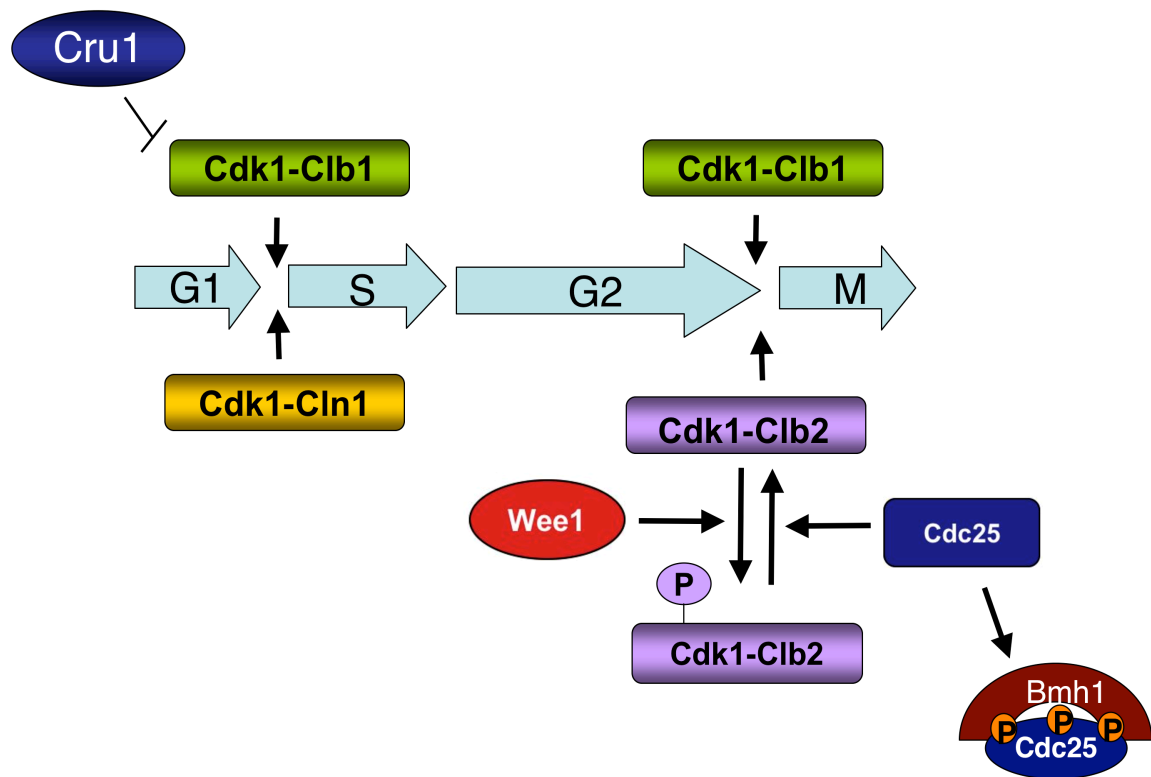 Cru1
Cdk1-Clb1
Cdk1-Clb1
G1
S
G2
M
Cdk1-Cln1
Cdk1-Clb2
Wee1
Cdc25
P
Cdk1-Clb2
Bmh1
P
P
P
Cdc25